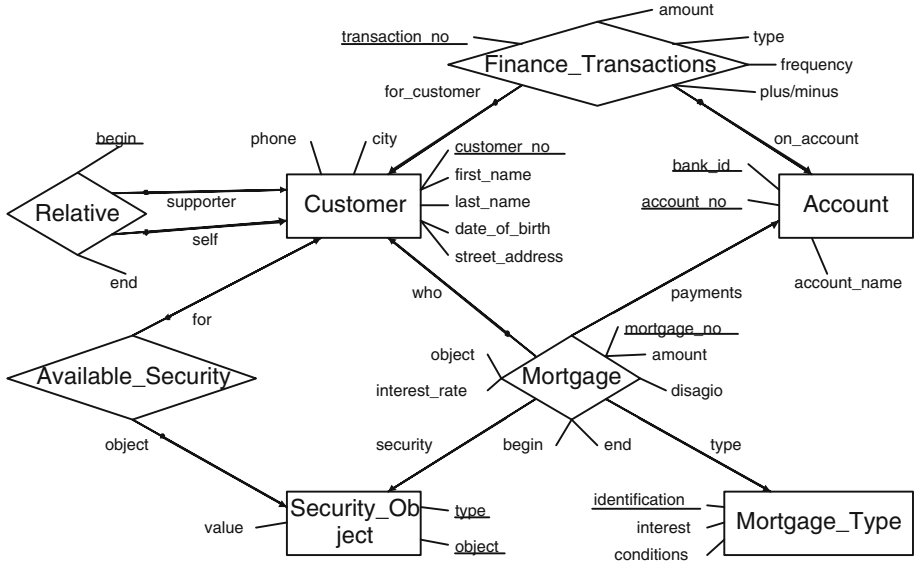 amount
transaction_no
type
Finance_Transactions
frequency
plus/minus
for_customer
begin
phone
city
customer_no
on_account
bank_id
first_name
account_no
supporter
Relative
Customer
last_name
Account
self
date_of_birth
street_address
end
account_name
who
payments
for
mortgage_no
object
amount
Available_Security
Mortgage
interest_rate
disagio
object
security
begin
end
type
identification
Security_Ob
ject
type
value
object
interest
Mortgage_Type
conditions